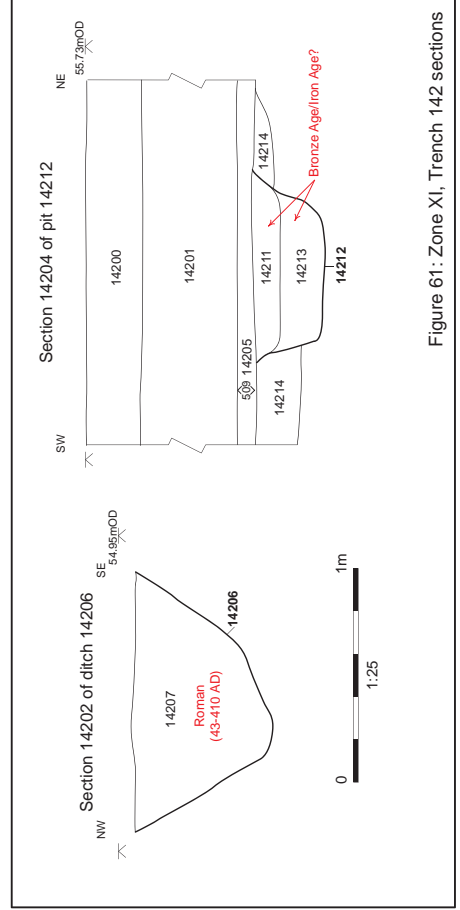 Section 14202 of ditch 14206
NW
SE
54.95mOD
14207
Roman
(43-410 AD)
14206
0
1m
1:25
Section 14204 of pit 14212
SW
NE
55.73mOD
14200
14201
509
14205
14211
14214
14214
14213
14212
Bronze Age/Iron Age?
Figure 61: Zone XI, Trench 142 sections